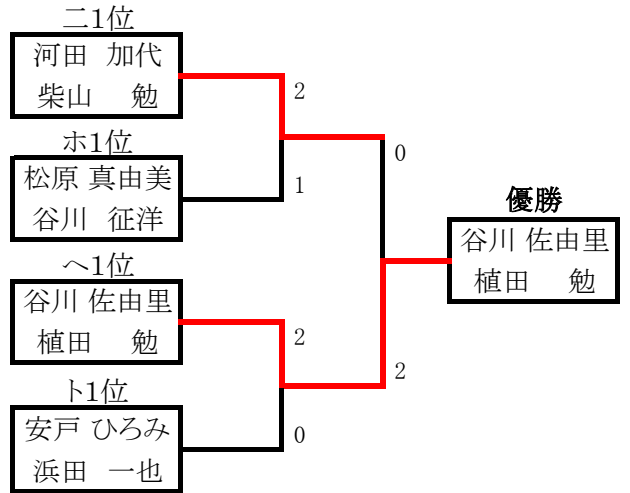 ニ1位
河田 加代
柴山 勉
2
ホ1位
松原 真由美
谷川 征洋
1
0
優勝
谷川 佐由里
植田 勉
ヘ1位
谷川 佐由里
植田 勉
2
2
ト1位
安戸 ひろみ
浜田 一也
0